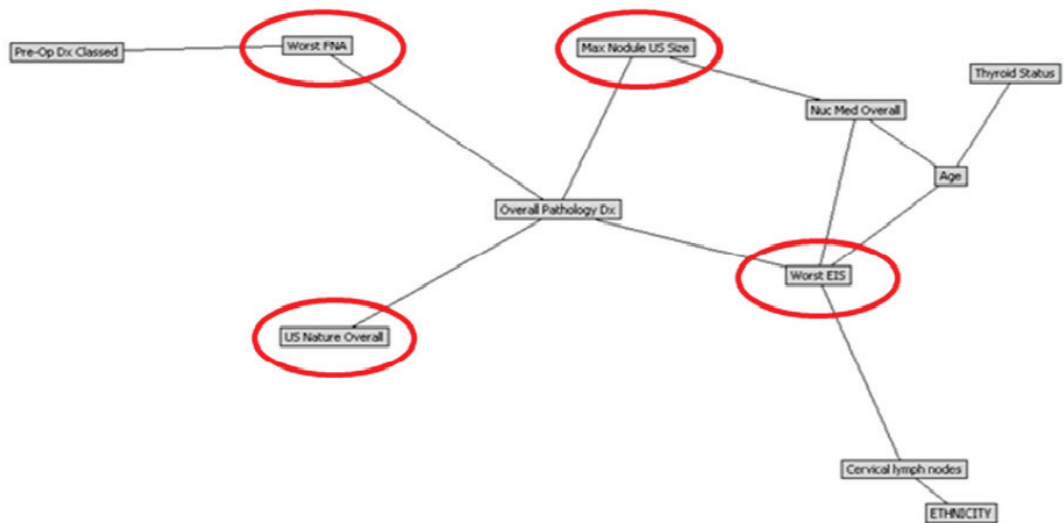 Worst FNA
Max Nodule US Size
Pre-Op Dx Classed
Thyroid Status
Nuc Med Overall
Age
Overall Pathology Dx
Worst EIS
US Nature Overall
Cervical lymph nodes
ETHNICITY